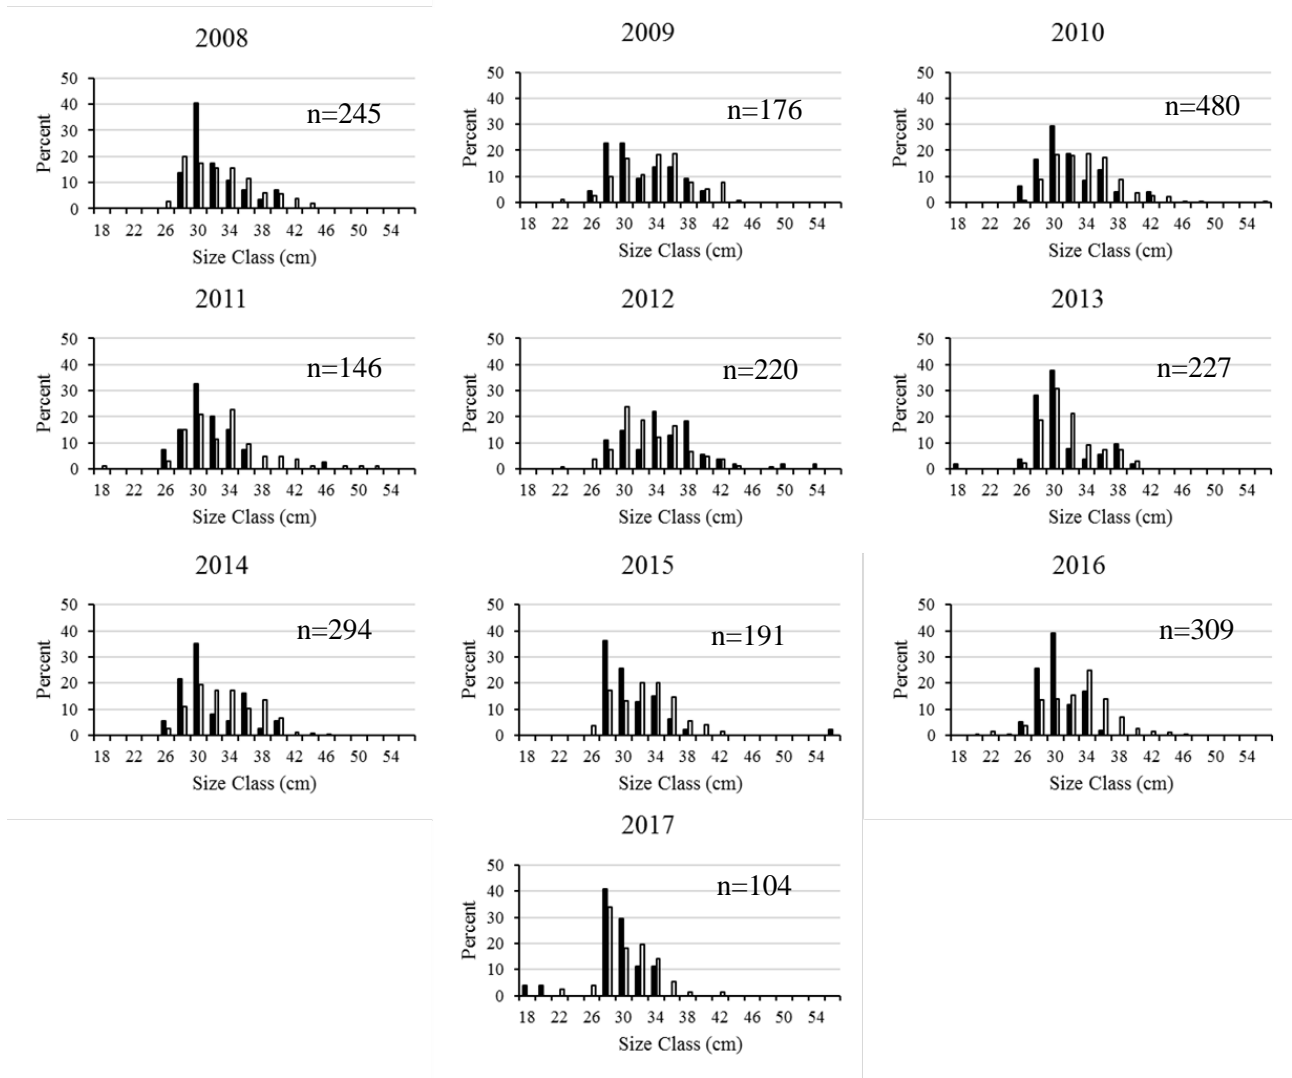 2008
50
40
30
20
10
0
Percent
n=245
18 22 26 30 34 38 42 46 50 54
Size Class (cm)
2009
50
40
30
20
10
0
Percent
n=176
18 22 26 30 34 38 42 46 50 54
Size Class (cm)
2010
50
40
30
20
10
0
Percent
n=480
18 22 26 30 34 38 42 46 50 54
Size Class (cm)
2011
50
40
30
20
10
0
Percent
n=146
18 22 26 30 34 38 42 46 50 54
Size Class (cm)
2012
50
40
30
20
10
0
Percent
n=220
18 22 26 30 34 38 42 46 50 54
Size Class (cm)
2013
50
40
30
20
10
0
Percent
n=227
18 22 26 30 34 38 42 46 50 54
Size Class (cm)
2014
50
40
30
20
10
0
Percent
n=294
18 22 26 30 34 38 42 46 50 54
Size Class (cm)
2015
50
40
30
20
10
0
Percent
n=191
18 22 26 30 34 38 42 46 50 54
Size Class (cm)
2016
50
40
30
20
10
0
Percent
n=309
18 22 26 30 34 38 42 46 50 54
Size Class (cm)
2017
50
40
30
20
10
0
Percent
n=104
18 22 26 30 34 38 42 46 50 54
Size Class (cm)